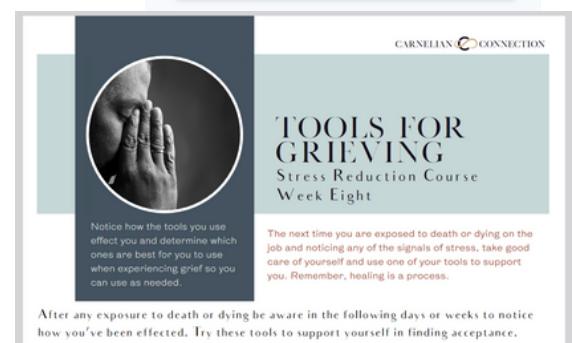 CARNELIAN CONNECTION
TOOLS FOR
GRIEVING
Stress Reduction Course
Week Eight
Notice how the tools you use
effect you and determine which
ones are best for you to use
when experiencing grief so you
can use as needed.
The next time you are exposed to death or dying on the
job and noticing any of the signals of stress, take good
care of yourself and use one of your tools to support
you. Remember, healing is a process.
After any exposure to death or dying be aware in the following days or weeks to notice
how you've been effected. Try these tools to support yourself in finding acceptance.